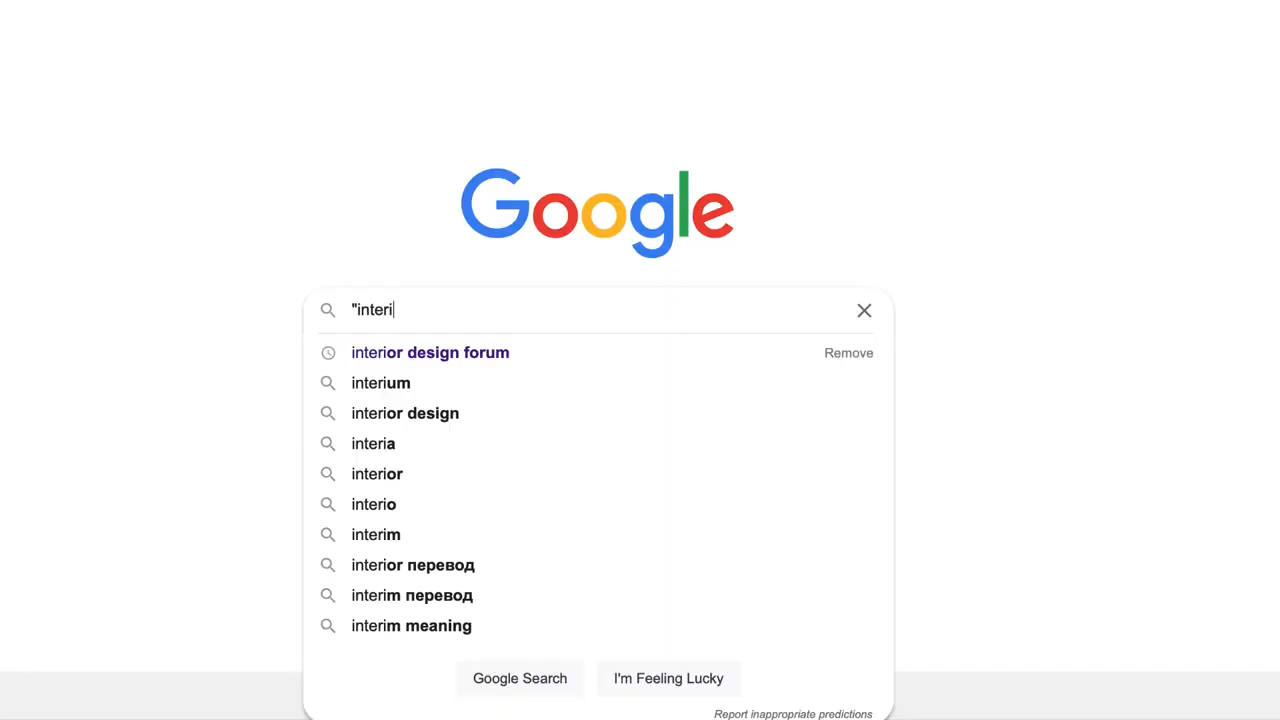 Google
"interi
interior design forum Remove
interium
interior design
interia
interior
interio
interim
interior перевод
interim перевод
interim meaning
Google Search I'm Feeling Lucky
Report inappropriate predictions